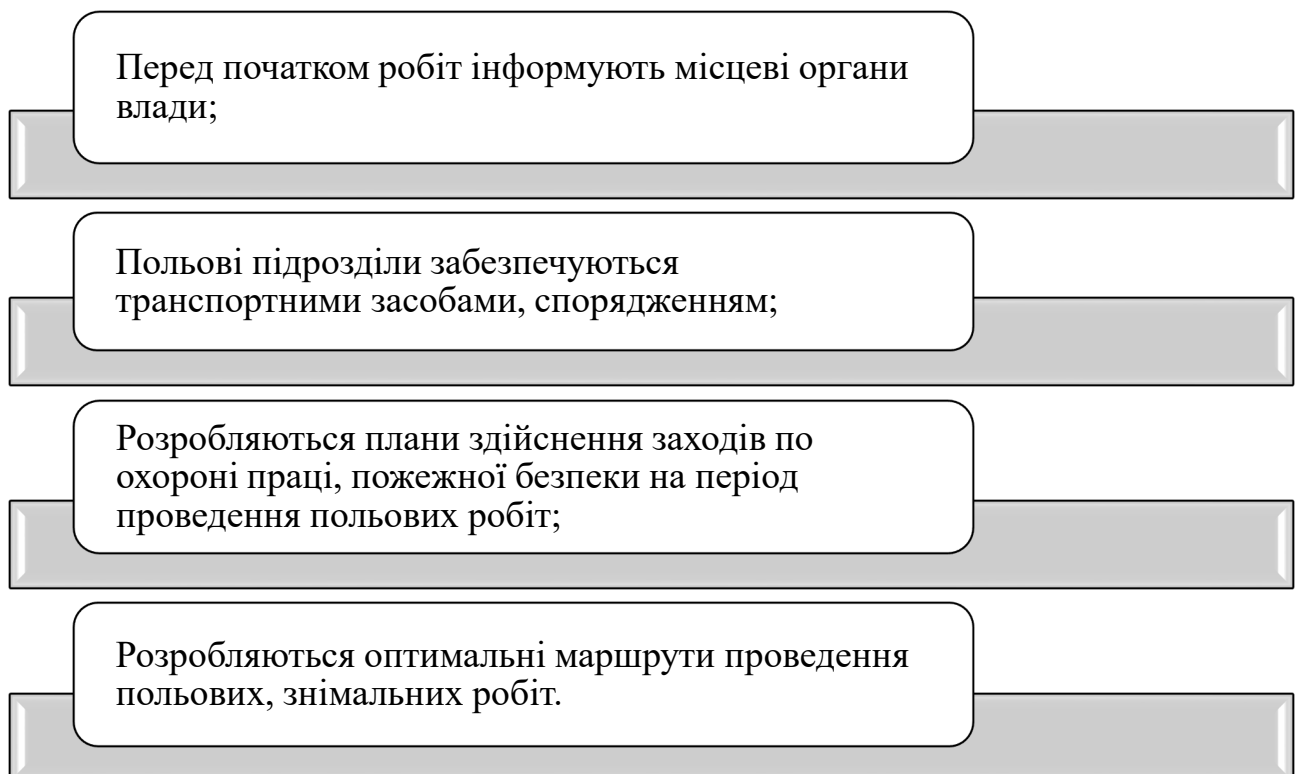 Перед початком робіт інформують місцеві органи
влади;
Польові підрозділи забезпечуються
транспортними засобами, спорядженням;
Розробляються плани здійснення заходів по
охороні праці, пожежної безпеки на період
проведення польових робіт;
Розробляються оптимальні маршрути проведення
польових, знімальних робіт.